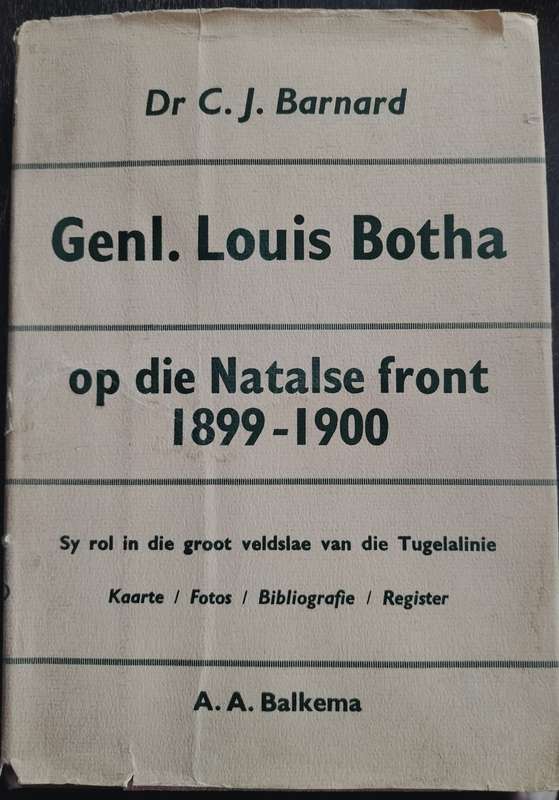 Dr C. J. Barnard
Genl. Louis Botha
op die Natalse front
1899-1900
Sy rol in die groot veldslae van die Tugelalinie
Kaarte / Fotos / Bibliografie / Register
A. A. Balkema